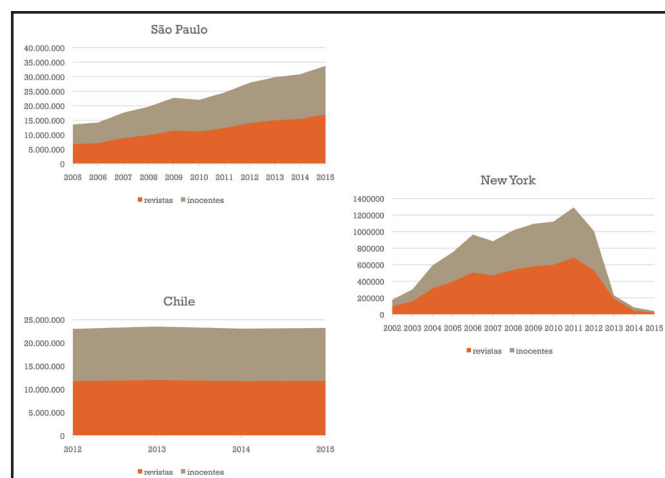 São Paulo
40.000.000
35.000.000
30.000.000
25.000.000
20.000.000
15.000.000
10.000.000
5.000.000
0
2005 2006 2007 2008 2009 2010 2011 2012 2013 2014 2015
revistas inocentes
New York
1400000
1200000
1000000
800000
600000
400000
200000
0
2002 2003 2004 2005 2006 2007 2008 2009 2010 2011 2012 2013 2014 2015
revistas inocentes
Chile
25.000.000
20.000.000
15.000.000
10.000.000
5.000.000
0
2012 2013 2014 2015
revistas inocentes